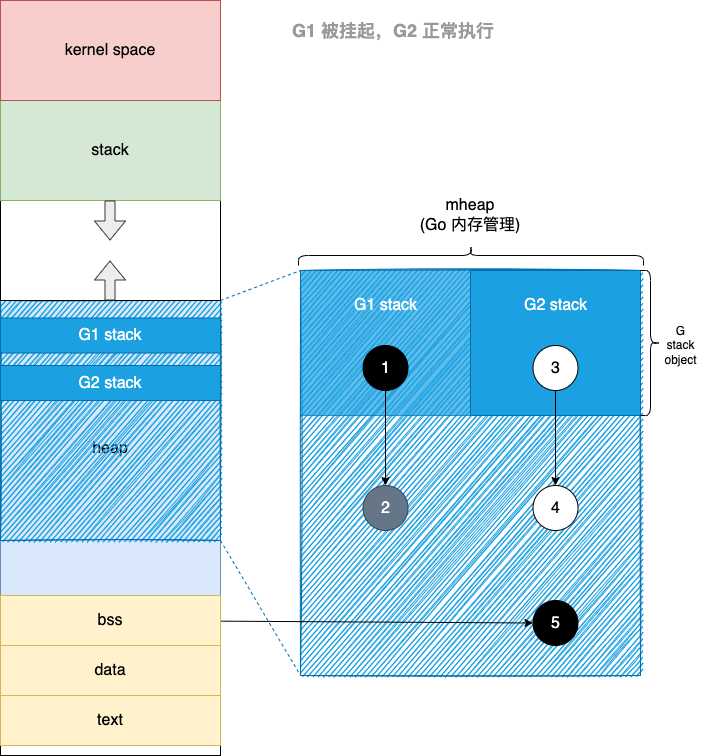 G1 被挂起，G2 正常执行
kernel space
stack
mheap
(Go 内存管理)
G1 stack
G2 stack
G1 stack
G2 stack
G
stack
object
1
3
heap
2
4
bss
5
data
text